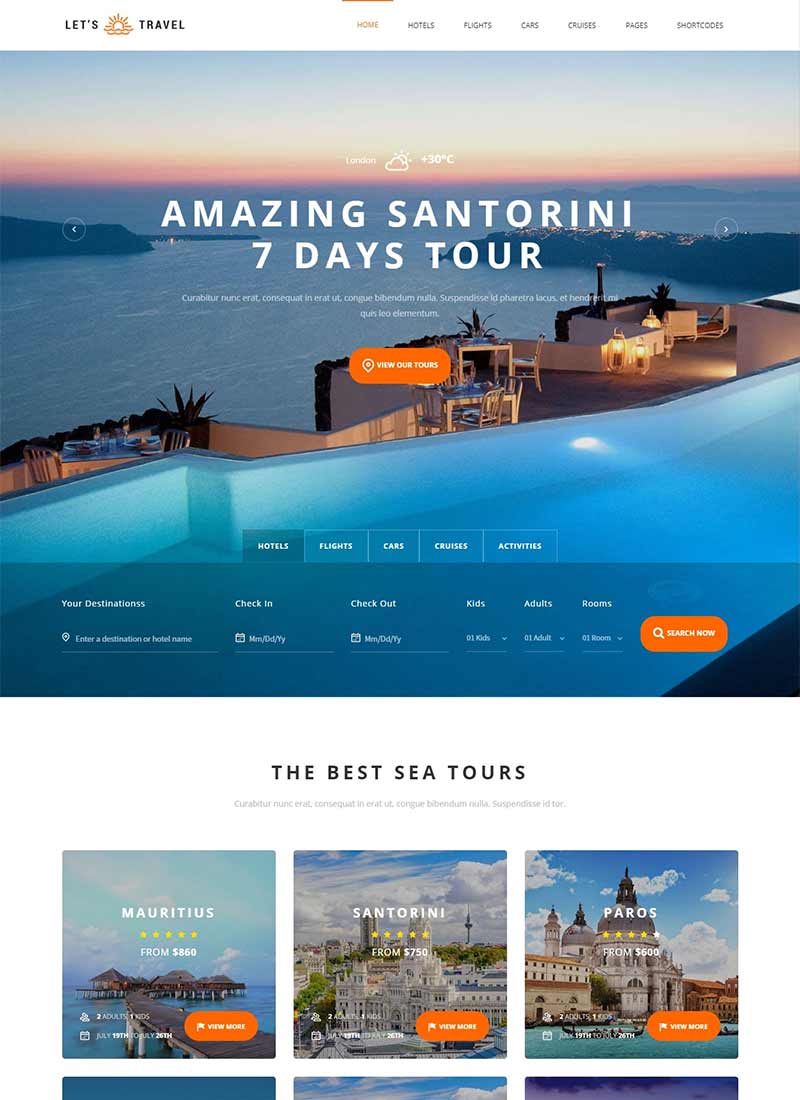 LET'S TRAVEL
HOME HOTELS FLIGHTS CARS CRUISES PAGES SHORTCODES
London +30°C
AMAZING SANTORINI
7 DAYS TOUR
Curabitur nunc erat, consequat in erat ut, congue bibendum nulla. Suspendisse id pharetra lacus, et hendrerit mi
quis leo elementum.
VIEW OUR TOURS
HOTELS FLIGHTS CARS CRUISES ACTIVITIES
Your Destinationss Check In Check Out Kids Adults Rooms
Enter a destination or hotel name Mm/Dd/Yy Mm/Dd/Yy 01 Kids 01 Adult 01 Room SEARCH NOW
THE BEST SEA TOURS
Curabitur nunc erat, consequat in erat ut, congue bibendum nulla. Suspendisse id tor.
MAURITIUS
FROM $860
2 ADULTS, 1 KIDS
JULY 19TH TO JULY 26TH
VIEW MORE
SANTORINI
FROM $750
2 ADULTS, 1 KIDS
JULY 19TH TO JULY 26TH
VIEW MORE
PAROS
FROM $600
2 ADULTS, 1 KIDS
JULY 19TH TO JULY 26TH
VIEW MORE